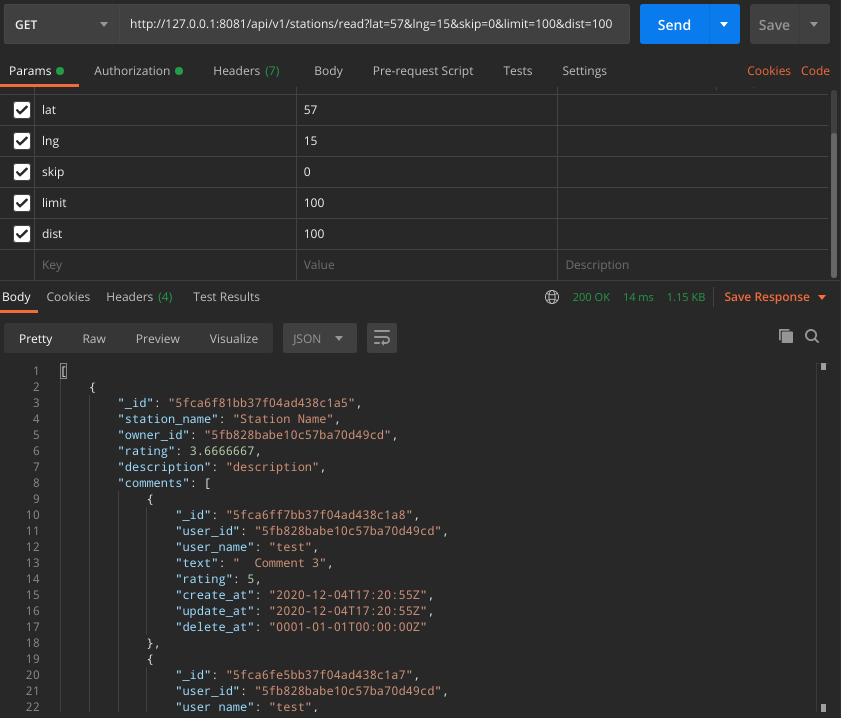 GET http://127.0.0.1:8081/api/v1/stations/read?lat=57&lng=15&skip=0&limit=100&dist=100 Send Save
Params Authorization Headers (7) Body Pre-request Script Tests Settings Cookies Code
lat 57
lng 15
skip 0
limit 100
dist 100
Key Value Description
Body Cookies Headers (4) Test Results 200 OK 14 ms 1.15 KB Save Response
Pretty Raw Preview Visualize JSON
1 [
2 {
3 "_id": "5fca6f81bb37f04ad438c1a5",
4 "station_name": "Station Name",
5 "owner_id": "5fb828babe10c57ba70d49cd",
6 "rating": 3.6666667,
7 "description": "description",
8 "comments": [
9 {
10 "_id": "5fca6ff7bb37f04ad438c1a8",
11 "user_id": "5fb828babe10c57ba70d49cd",
12 "user_name": "test",
13 "text": "  Comment 3",
14 "rating": 5,
15 "create_at": "2020-12-04T17:20:55Z",
16 "update_at": "2020-12-04T17:20:55Z",
17 "delete_at": "0001-01-01T00:00:00Z"
18 },
19 {
20 "_id": "5fca6fe5bb37f04ad438c1a7",
21 "user_id": "5fb828babe10c57ba70d49cd",
22 "user_name": "test",